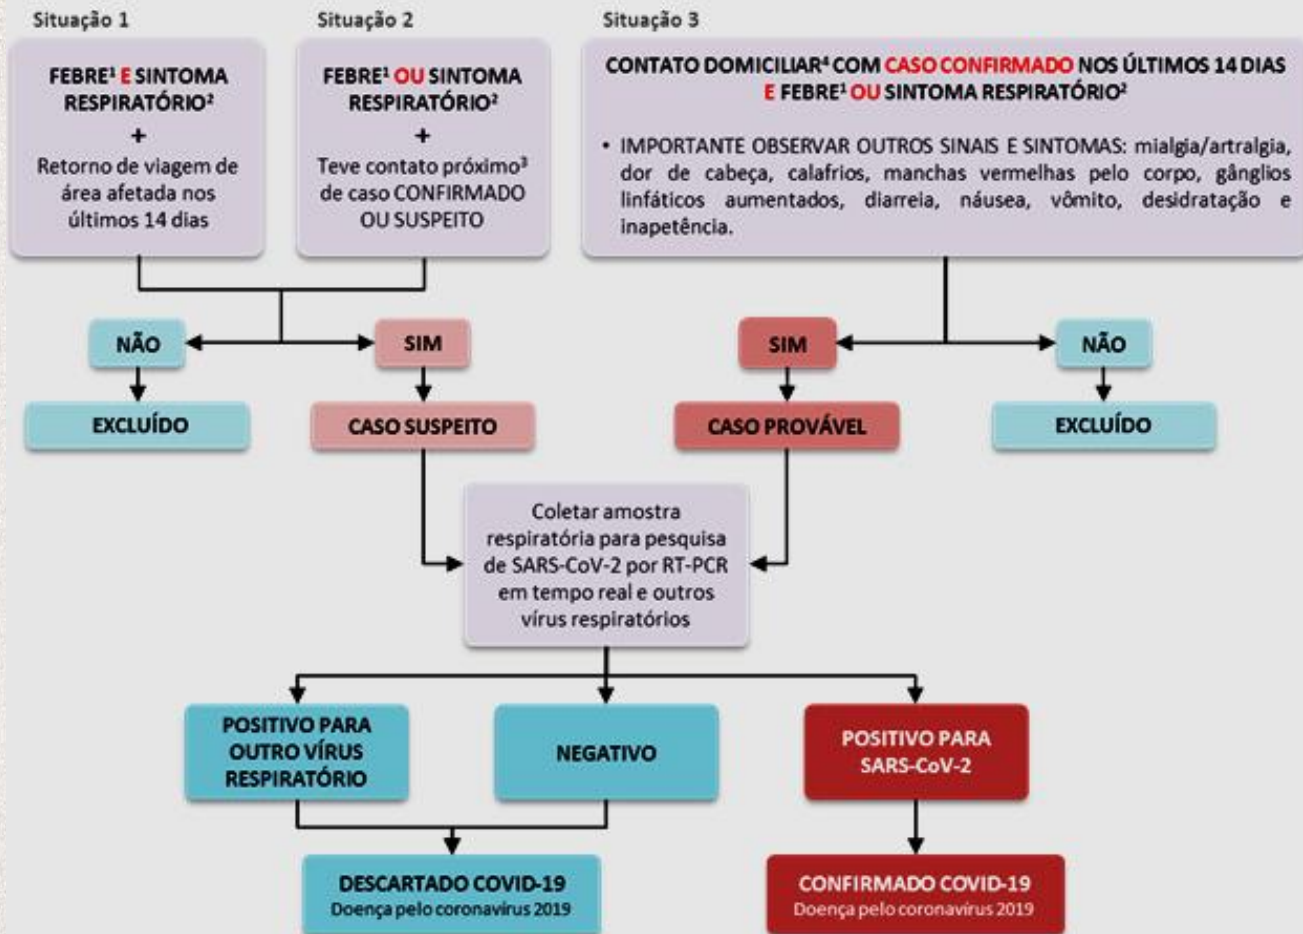 Situação 1
FEBRE¹ E SINTOMA
RESPIRATÓRIO²
+
Retorno de viagem de
área afetada nos
últimos 14 dias
Situação 2
FEBRE¹ OU SINTOMA
RESPIRATÓRIO²
+
Teve contato próximo³
de caso CONFIRMADO
OU SUSPEITO
Situação 3
CONTATO DOMICILIAR⁴ COM CASO CONFIRMADO NOS ÚLTIMOS 14 DIAS
E FEBRE¹ OU SINTOMA RESPIRATÓRIO²
• IMPORTANTE OBSERVAR OUTROS SINAIS E SINTOMAS: mialgia/artralgia,
dor de cabeça, calafrios, manchas vermelhas pelo corpo, gânglios
linfáticos aumentados, diarreia, náusea, vômito, desidratação e
inapetência.
NÃO
SIM
SIM
NÃO
EXCLUÍDO
CASO SUSPEITO
CASO PROVÁVEL
EXCLUÍDO
Coletar amostra
respiratória para pesquisa
de SARS-CoV-2 por RT-PCR
em tempo real e outros
vírus respiratórios
POSITIVO PARA
OUTRO VÍRUS
RESPIRATÓRIO
NEGATIVO
POSITIVO PARA
SARS-CoV-2
DESCARTADO COVID-19
Doença pelo coronavírus 2019
CONFIRMADO COVID-19
Doença pelo coronavírus 2019